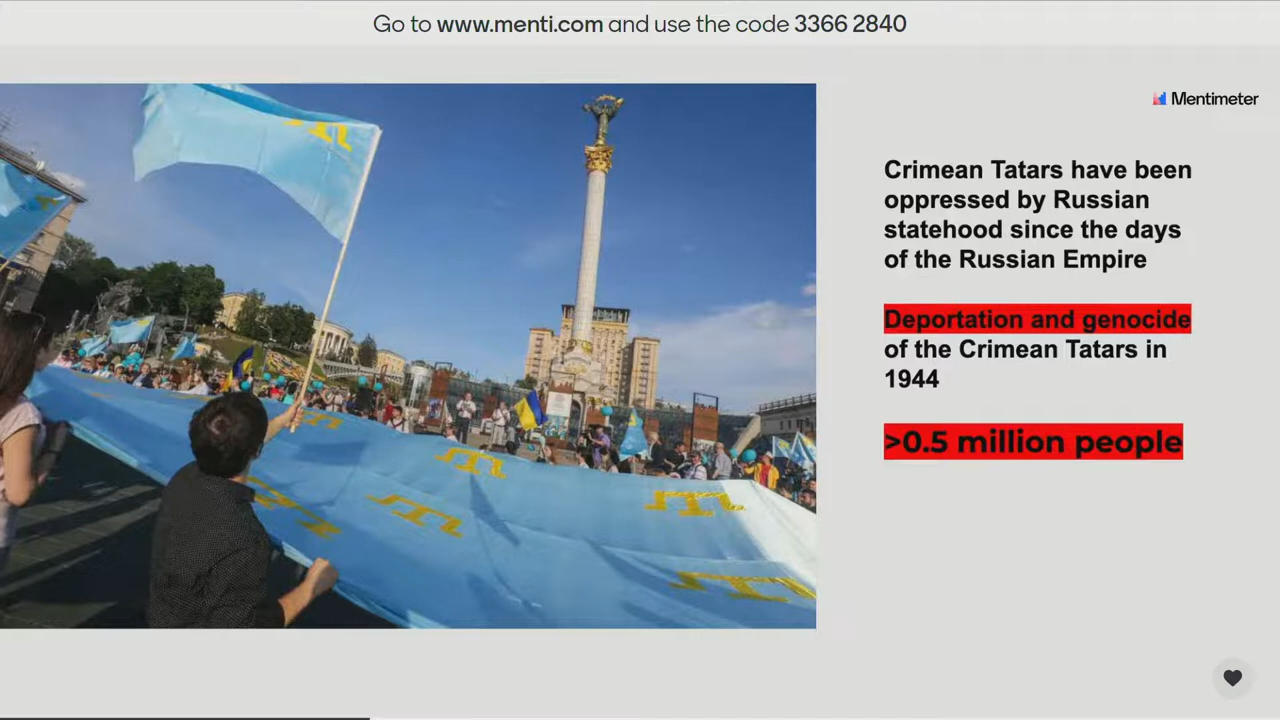 Go to www.menti.com and use the code 3366 2840
Mentimeter
Crimean Tatars have been
oppressed by Russian
statehood since the days
of the Russian Empire
Deportation and genocide
of the Crimean Tatars in
1944
>0.5 million people